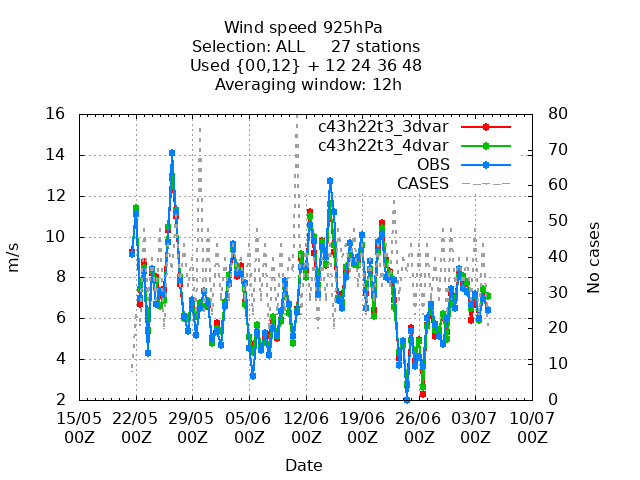 Wind speed 925hPa
Selection: ALL 27 stations
Used {00,12} + 12 24 36 48
Averaging window: 12h
16 80
c43h22t3_3dvar
14 70
c43h22t3_4dvar
OBS
12 60
CASES
10 50
8 40
6 30
4 20
10
2 0
m/s
No cases
15/05 22/05 29/05 05/06 12/06 19/06 26/06 03/07 10/07
00Z 00Z 00Z 00Z 00Z 00Z 00Z 00Z 00Z
Date